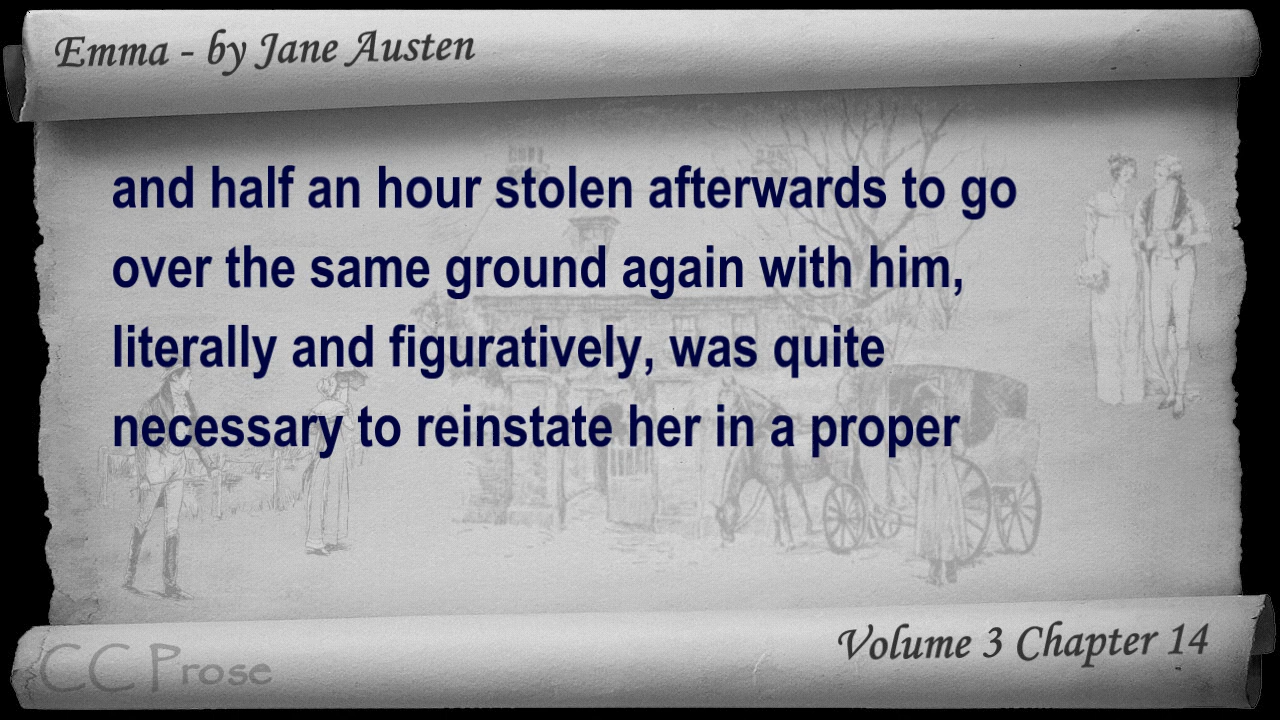 Emma - by Jane Austen
and half an hour stolen afterwards to go
over the same ground again with him,
literally and figuratively, was quite
necessary to reinstate her in a proper
Volume 3 Chapter 14
CC Prose